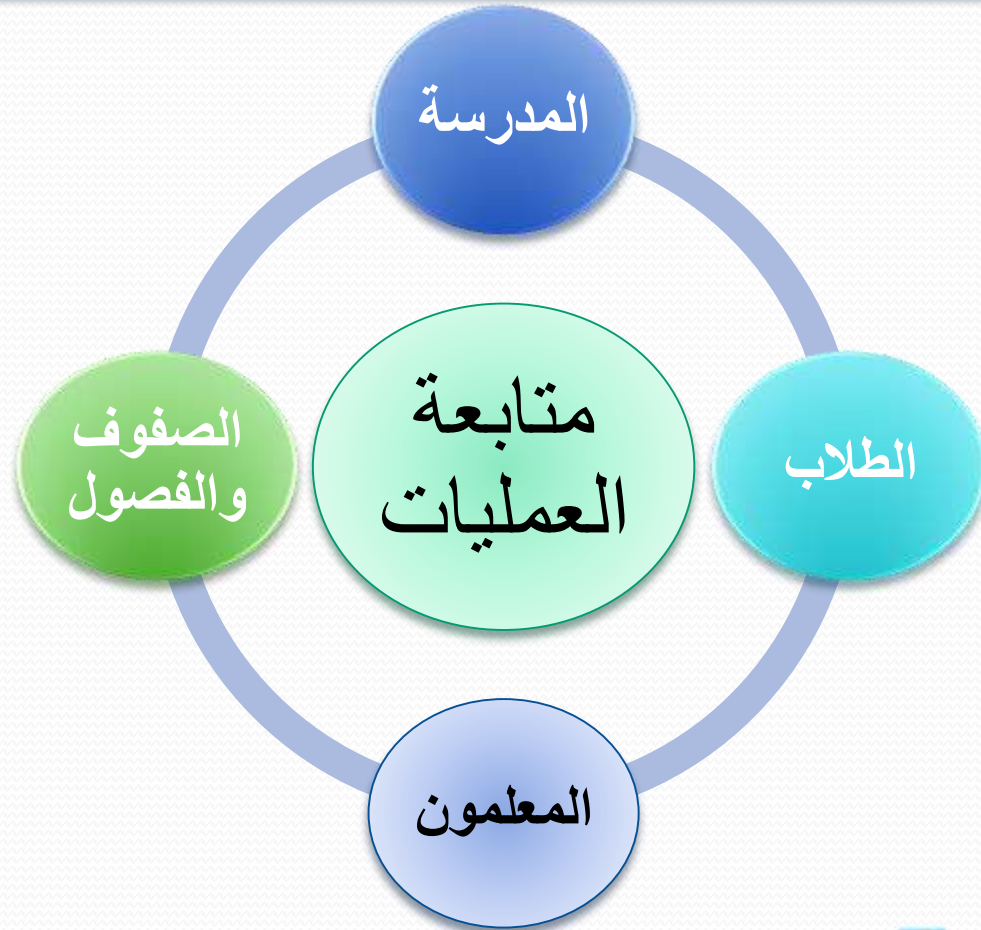 المدرسة
الطلاب
متابعة
العمليات
الصفوف
والفصول
المعلمون